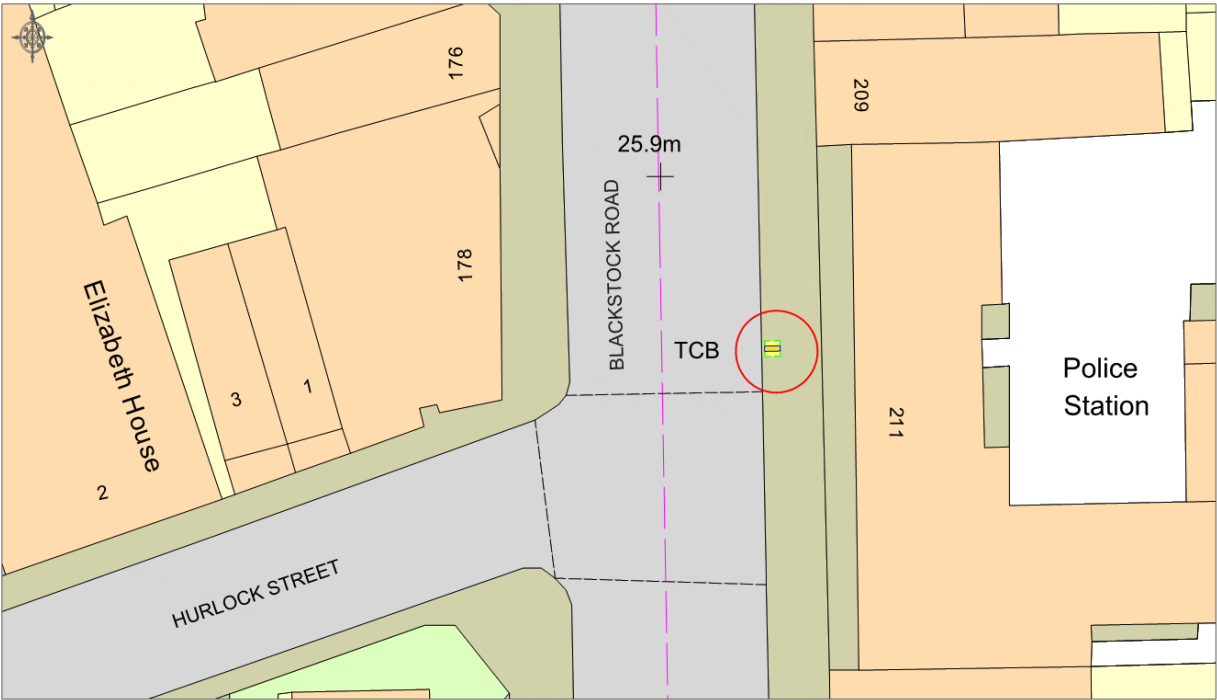 176
209
25.9m
BLACKSTOCK ROAD
178
Elizabeth House
TCB
Police
Station
3
1
211
2
HURLOCK STREET